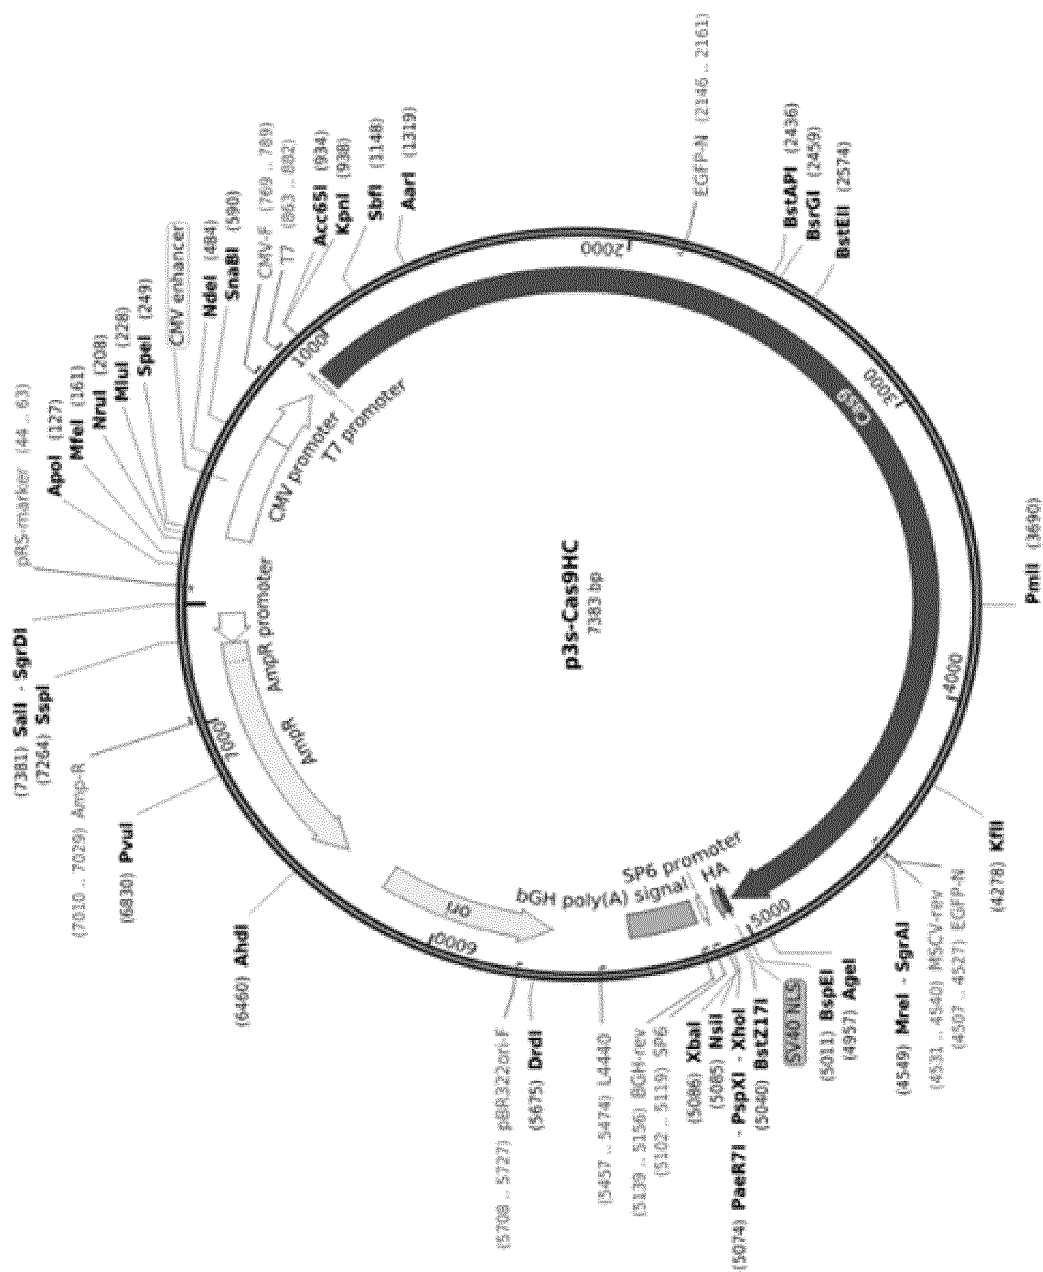 (7381) SalI - SgrDI
(7264) SspI
(7010 .. 7029) Amp-R
(6830) PvuI
(6460) AhdI
pRS-marker (44 .. 63)
ApoI (127)
MfeI (161)
NruI (208)
MluI (228)
SpeI (249)
CMV enhancer
NdeI (484)
SnaBI (590)
CMV-F (769 .. 789)
T7 (863 .. 882)
Acc65I (934)
KpnI (938)
SbfI (1148)
AarI (1319)
EGFP-N (2146 .. 2161)
BstAPI (2436)
BsrGI (2459)
BstEII (2574)
PmlI (3690)
(4278) KflI
(4507 .. 4527) EGFP-N
(4531 .. 4540) MSCV-rev
(4549) MreI - SgrAI
(4957) AgeI
(5011) BspEI
SV40 NLS
(5040) BstZ17I
(5074) PaeR7I - PspXI - XhoI
(5085) NsiI
(5086) XbaI
(5102 .. 5119) SP6
(5139 .. 5156) BGH-rev
(5457 .. 5474) L4440
(5675) DrdI
(5708 .. 5727) pBR322ori-F
1000
2000
3000
4000
5000
6000
7000
AmpR promoter
AmpR
ori
CMV promoter
T7 promoter
SP6 promoter
bGH poly(A) signal
HA
p3s-Cas9HC
7383 bp